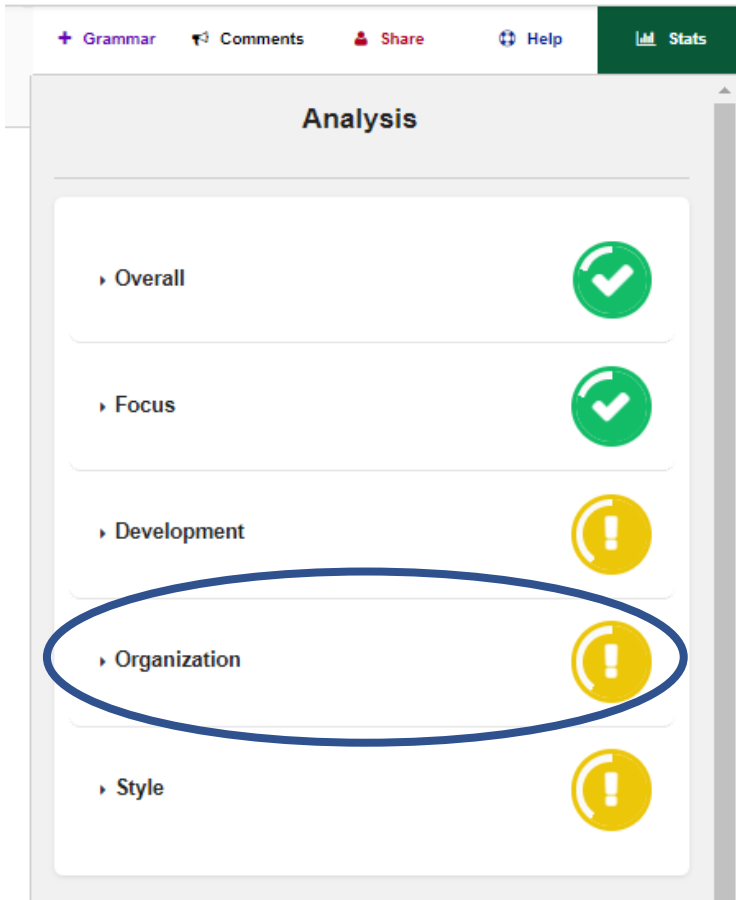 Grammar Comments Share Help Stats
Analysis
Overall
Focus
Development
Organization
Style